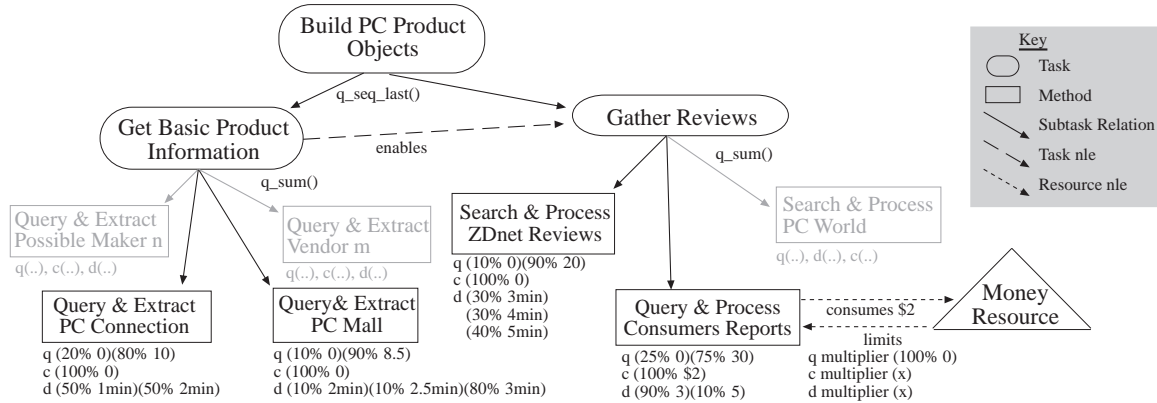 Build PC Product
Objects
q_seq_last()
Get Basic Product
Information
enables
Gather Reviews
q_sum()
q_sum()
Query & Extract
Possible Maker n
q(..), c(..), d(..)
Query & Extract
Vendor m
q(..), c(..), d(..)
Query & Extract
PC Connection
q (20% 0)(80% 10)
c (100% 0)
d (50% 1min)(50% 2min)
Query& Extract
PC Mall
q (10% 0)(90% 8.5)
c (100% 0)
d (10% 2min)(10% 2.5min)(80% 3min)
Search & Process
ZDnet Reviews
q (10% 0)(90% 20)
c (100% 0)
d (30% 3min)
(30% 4min)
(40% 5min)
Search & Process
PC World
q(..), d(..), c(..)
Query & Process
Consumers Reports
q (25% 0)(75% 30)
c (100% $2)
d (90% 3)(10% 5)
consumes $2
limits
q multiplier (100% 0)
c multiplier (x)
d multiplier (x)
Money
Resource
Key
Task
Method
Subtask Relation
Task nle
Resource nle